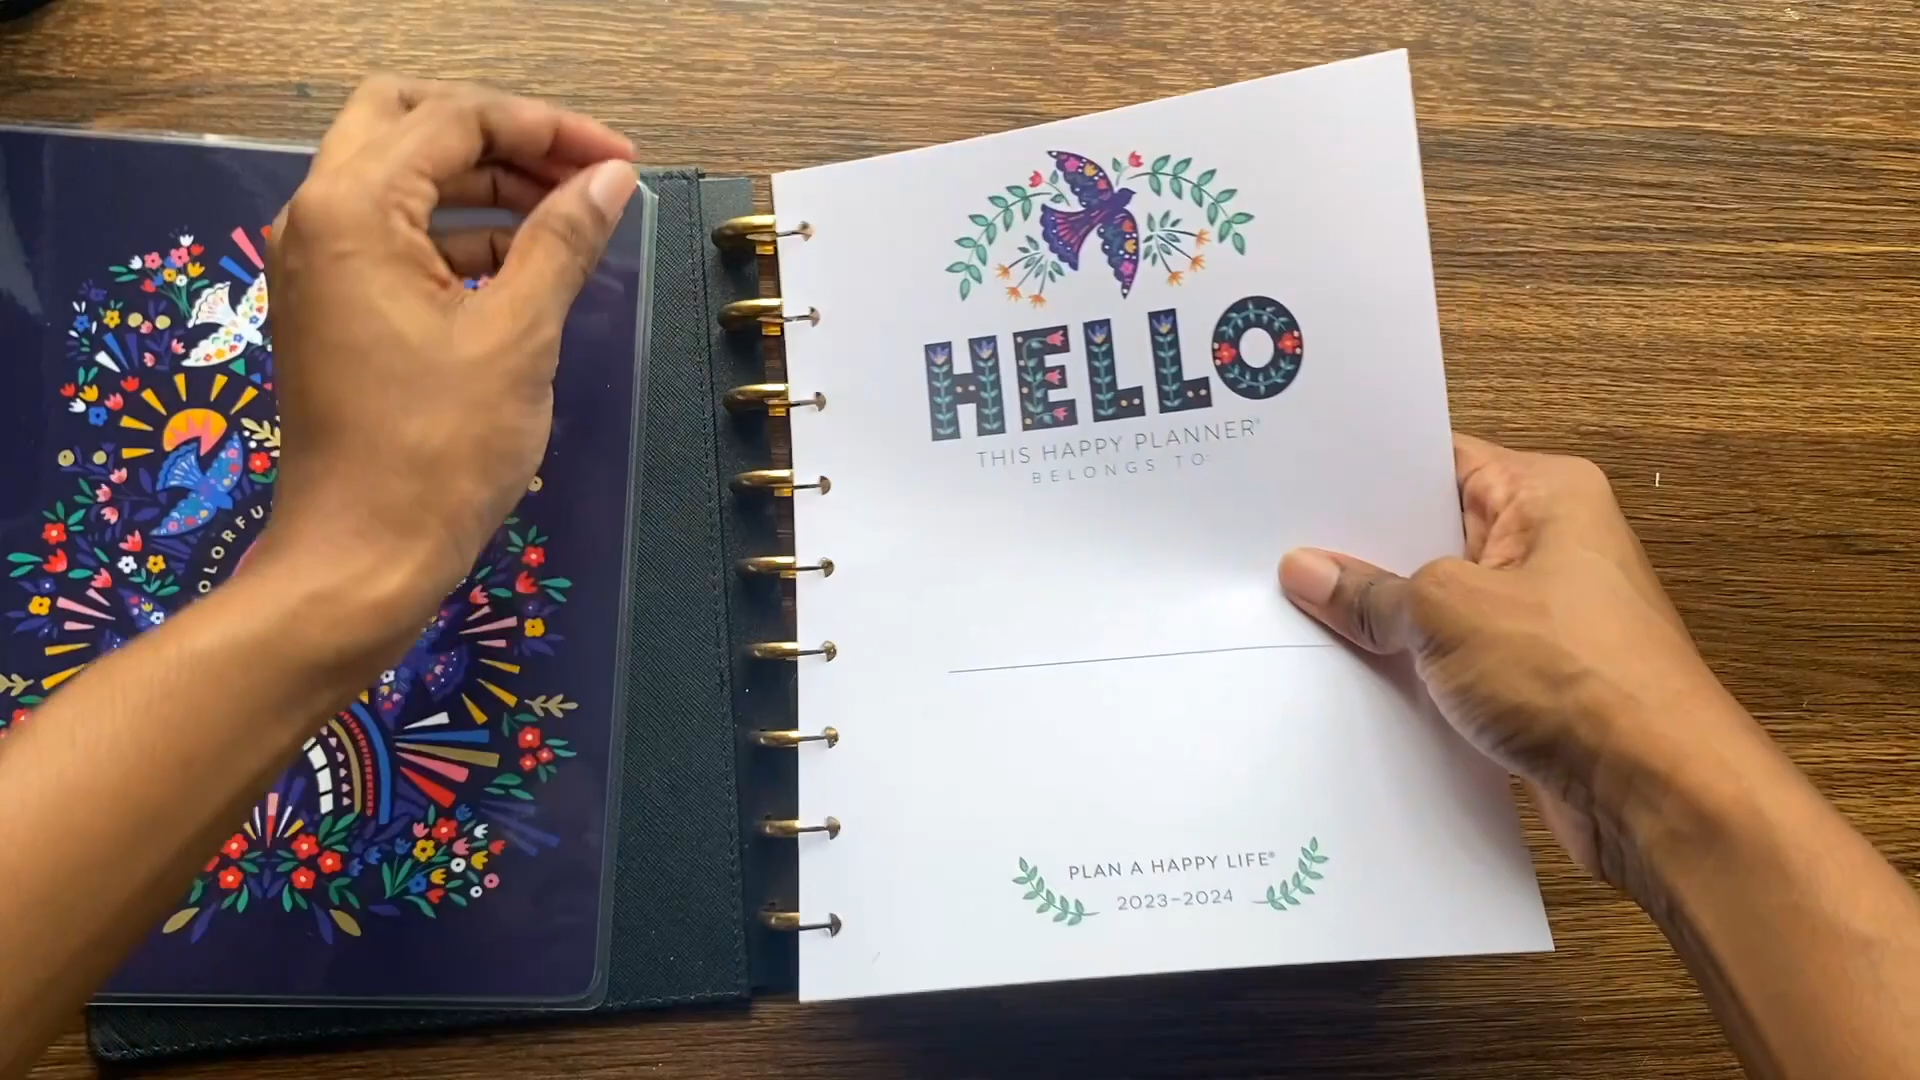 HELLO
THIS HAPPY PLANNER®
BELONGS TO
PLAN A HAPPY LIFE®
2023-2024